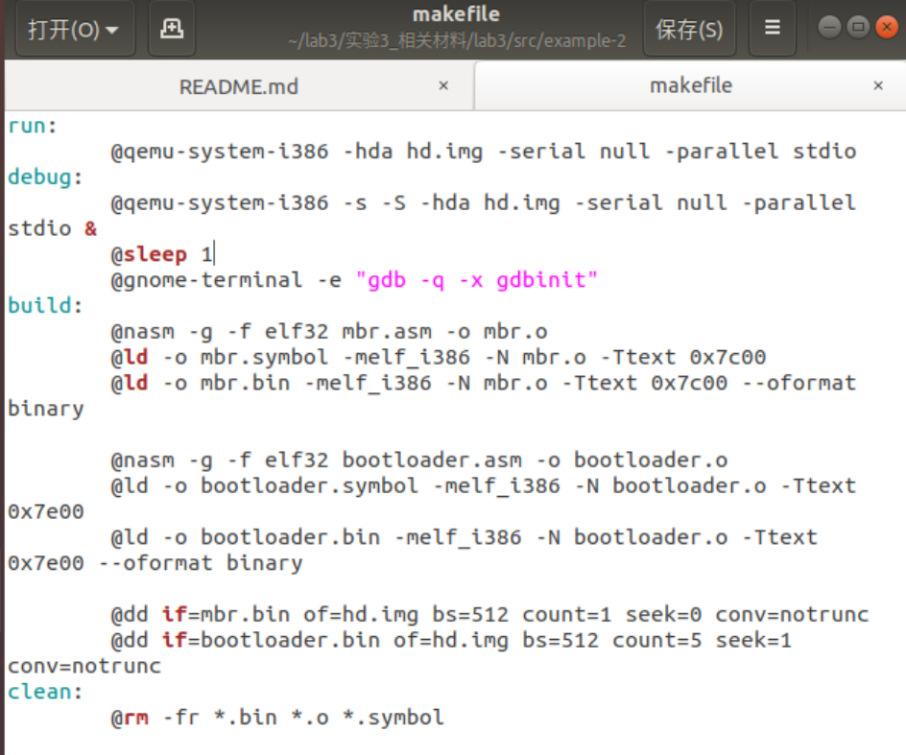 打开(O)
makefile
~/lab3/实验3_相关材料/lab3/src/example-2
保存(S)
README.md ×
makefile ×
run:
@qemu-system-i386 -hda hd.img -serial null -parallel stdio
debug:
@qemu-system-i386 -s -S -hda hd.img -serial null -parallel
stdio &
@sleep 1
@gnome-terminal -e "gdb -q -x gdbinit"
build:
@nasm -g -f elf32 mbr.asm -o mbr.o
@ld -o mbr.symbol -melf_i386 -N mbr.o -Ttext 0x7c00
@ld -o mbr.bin -melf_i386 -N mbr.o -Ttext 0x7c00 --oformat
binary
@nasm -g -f elf32 bootloader.asm -o bootloader.o
@ld -o bootloader.symbol -melf_i386 -N bootloader.o -Ttext
0x7e00
@ld -o bootloader.bin -melf_i386 -N bootloader.o -Ttext
0x7e00 --oformat binary
@dd if=mbr.bin of=hd.img bs=512 count=1 seek=0 conv=notrunc
@dd if=bootloader.bin of=hd.img bs=512 count=5 seek=1
conv=notrunc
clean:
@rm -fr *.bin *.o *.symbol